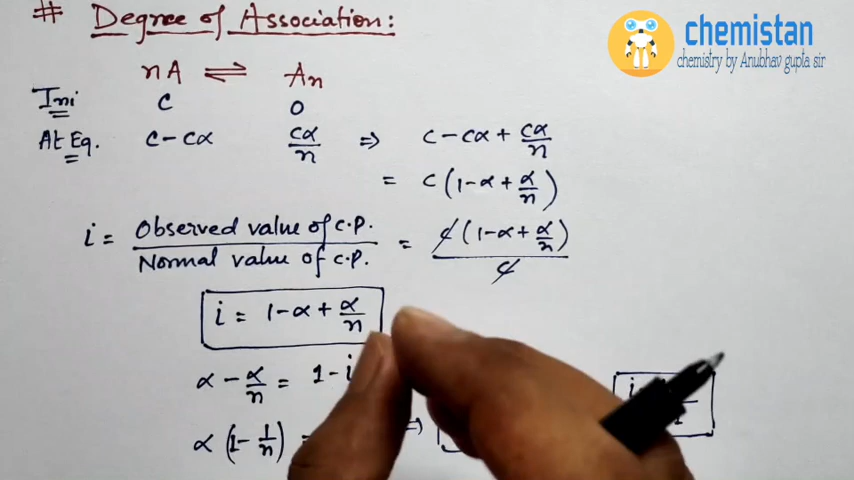 # Degree of Association:
chemistan
chemistry by Anubhav gupta sir
nA ⇌ Aₙ
Ini C 0
At Eq. C-Cα Cα/n ⇒ C-Cα+Cα/n
= C(1-α+α/n)
i = Observed value of C.P. / Normal value of C.P. = C(1-α+α/n) / C
i = 1-α+α/n
α-α/n = 1-i
α(1-1/n) = ⇒